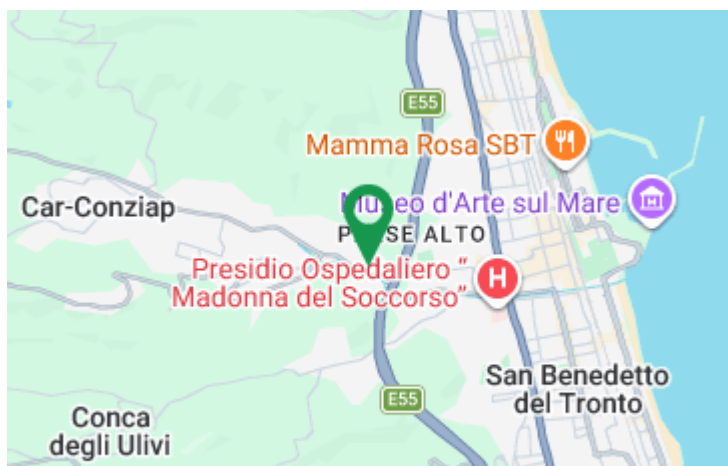 E55
Mamma Rosa SBT
Car-Conziap
Museo d'Arte sul Mare
PAESE ALTO
Presidio Ospedaliero “
Madonna del Soccorso”
H
San Benedetto
del Tronto
E55
Conca
degli Ulivi